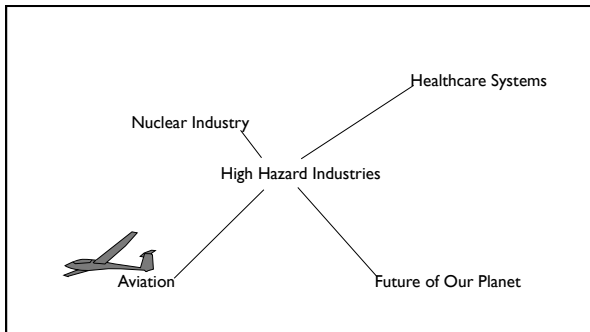 Healthcare Systems
Nuclear Industry
High Hazard Industries
Aviation
Future of Our Planet